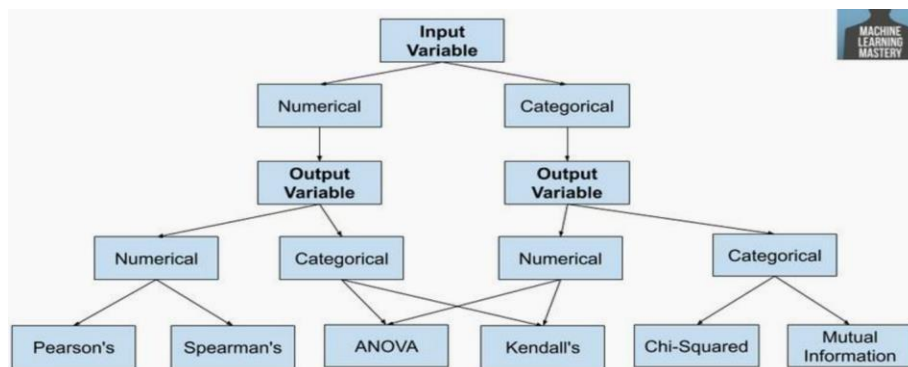 Input
Variable
MACHINE
LEARNING
MASTERY
Numerical
Categorical
Output
Variable
Output
Variable
Numerical
Categorical
Numerical
Categorical
Pearson's
Spearman's
ANOVA
Kendall's
Chi-Squared
Mutual
Information